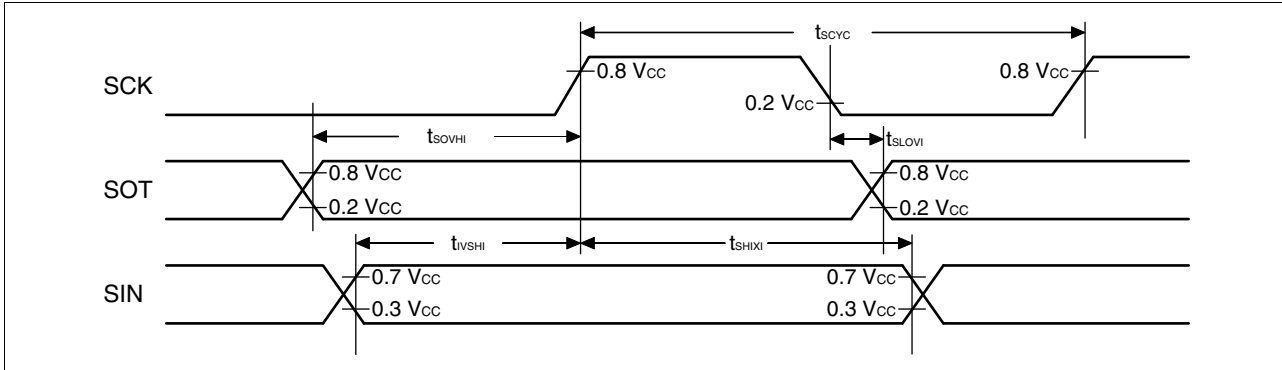 tSCYC
SCK
0.8 VCC
0.8 VCC
0.2 VCC
tSOVHI
tSLOVI
SOT
0.8 VCC
0.8 VCC
0.2 VCC
0.2 VCC
tIVSHI
tSHIXI
SIN
0.7 VCC
0.7 VCC
0.3 VCC
0.3 VCC